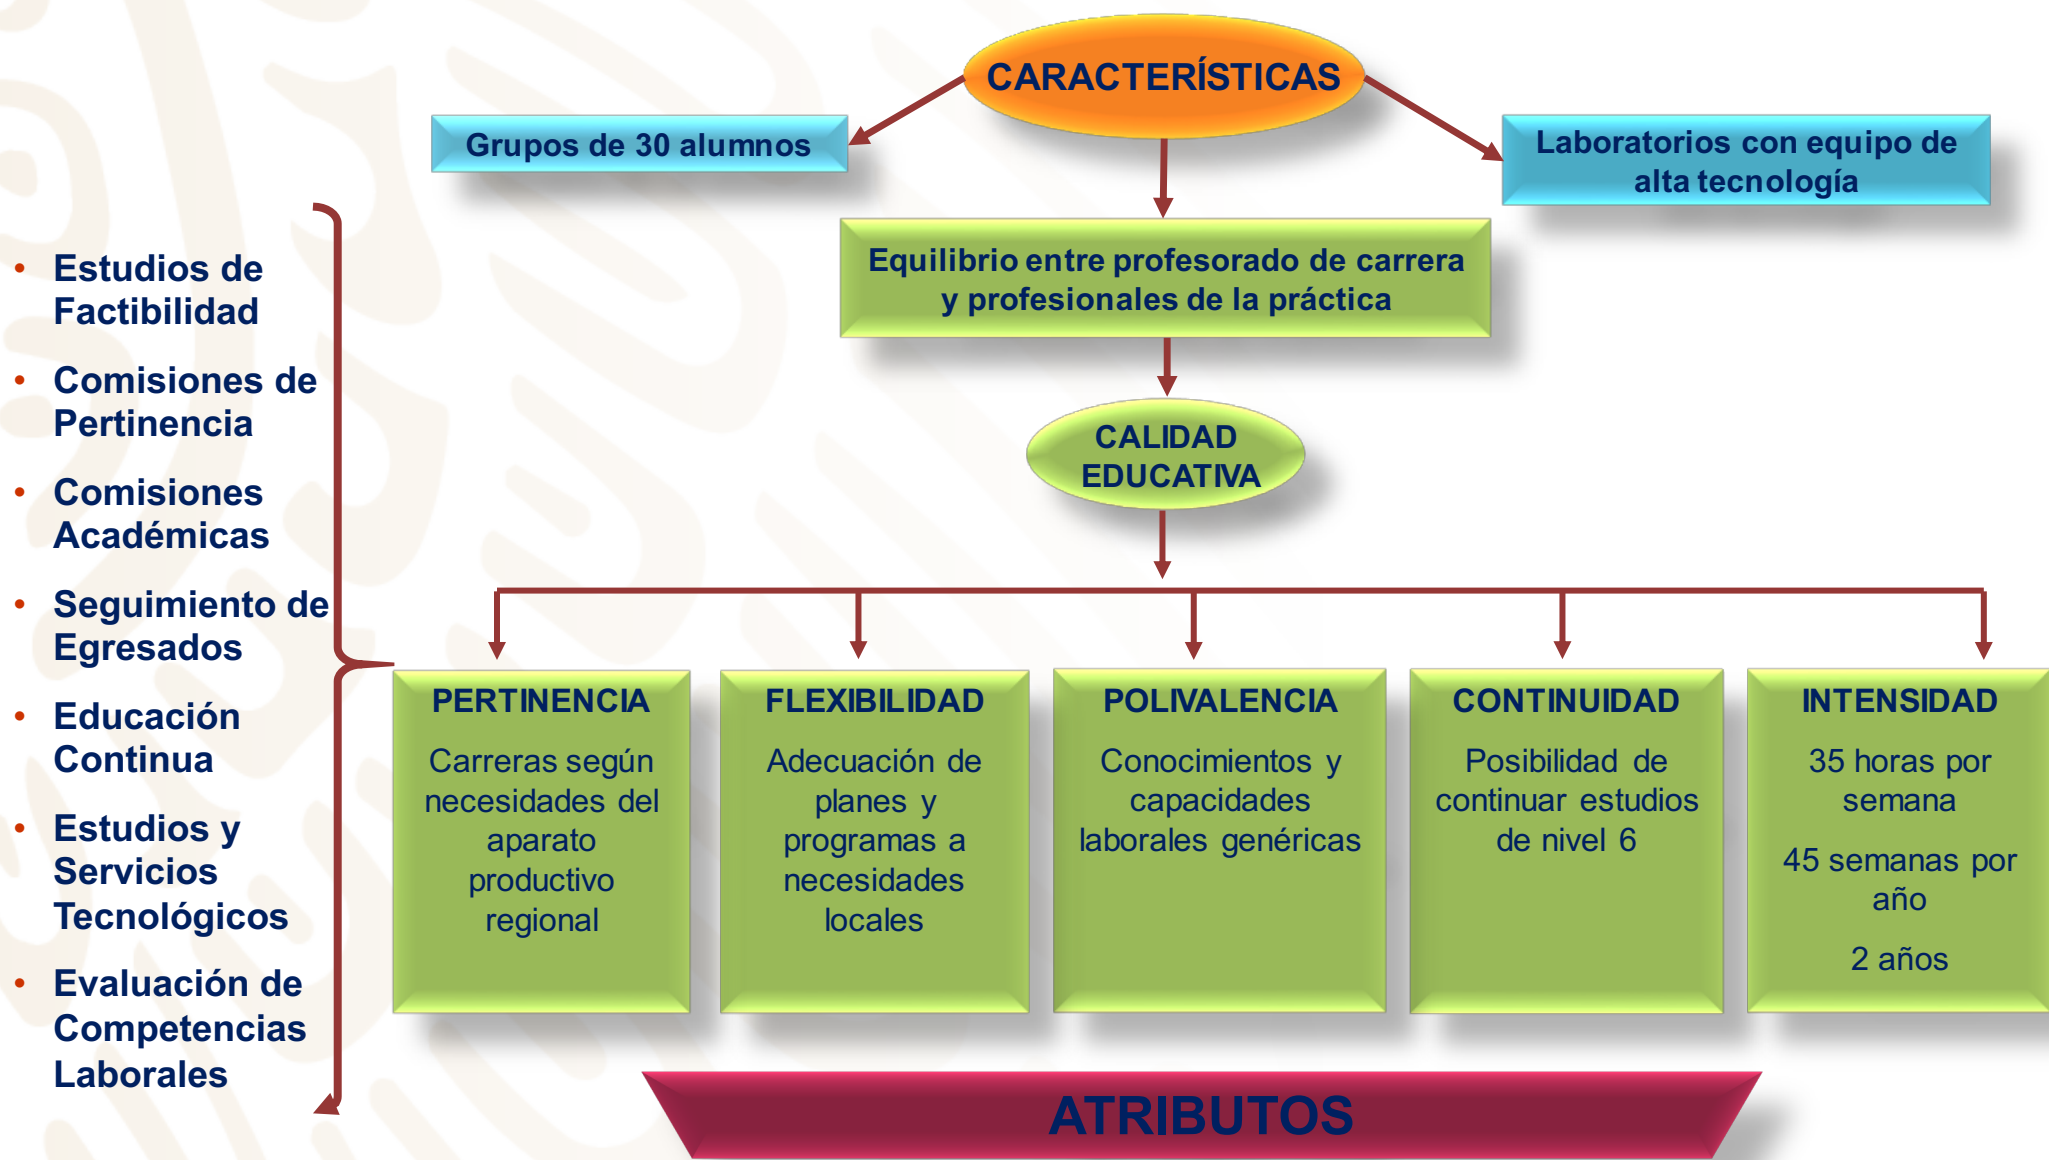 CARACTERÍSTICAS
Grupos de 30 alumnos
Laboratorios con equipo de
alta tecnología
Equilibrio entre profesorado de carrera
y profesionales de la práctica
CALIDAD
EDUCATIVA
• Estudios de
Factibilidad
• Comisiones de
Pertinencia
• Comisiones
Académicas
• Seguimiento de
Egresados
• Educación
Continua
• Estudios y
Servicios
Tecnológicos
• Evaluación de
Competencias
Laborales
PERTINENCIA
Carreras según
necesidades del
aparato
productivo
regional
FLEXIBILIDAD
Adecuación de
planes y
programas a
necesidades
locales
POLIVALENCIA
Conocimientos y
capacidades
laborales genéricas
CONTINUIDAD
Posibilidad de
continuar estudios
de nivel 6
INTENSIDAD
35 horas por
semana
45 semanas por
año
2 años
ATRIBUTOS